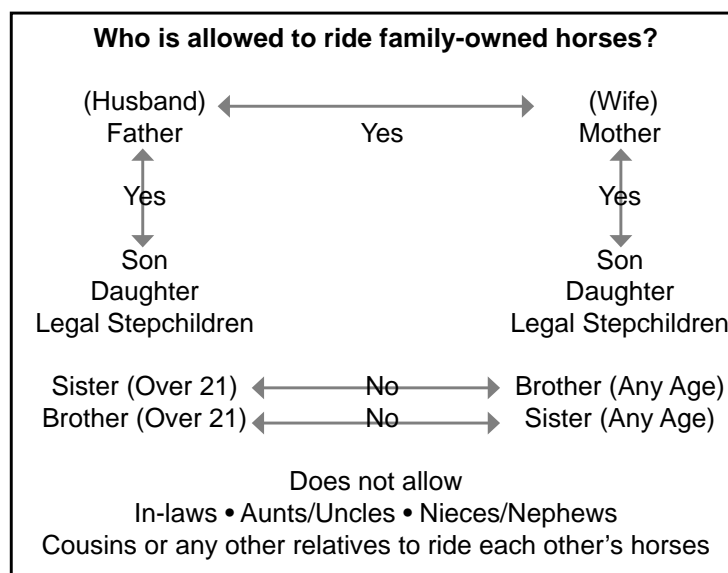 Who is allowed to ride family-owned horses?
(Husband) (Wife)
Father Yes Mother
Yes Yes
Son Son
Daughter Daughter
Legal Stepchildren Legal Stepchildren
Sister (Over 21) No Brother (Any Age)
Brother (Over 21) No Sister (Any Age)
Does not allow
In-laws • Aunts/Uncles • Nieces/Nephews
Cousins or any other relatives to ride each other’s horses